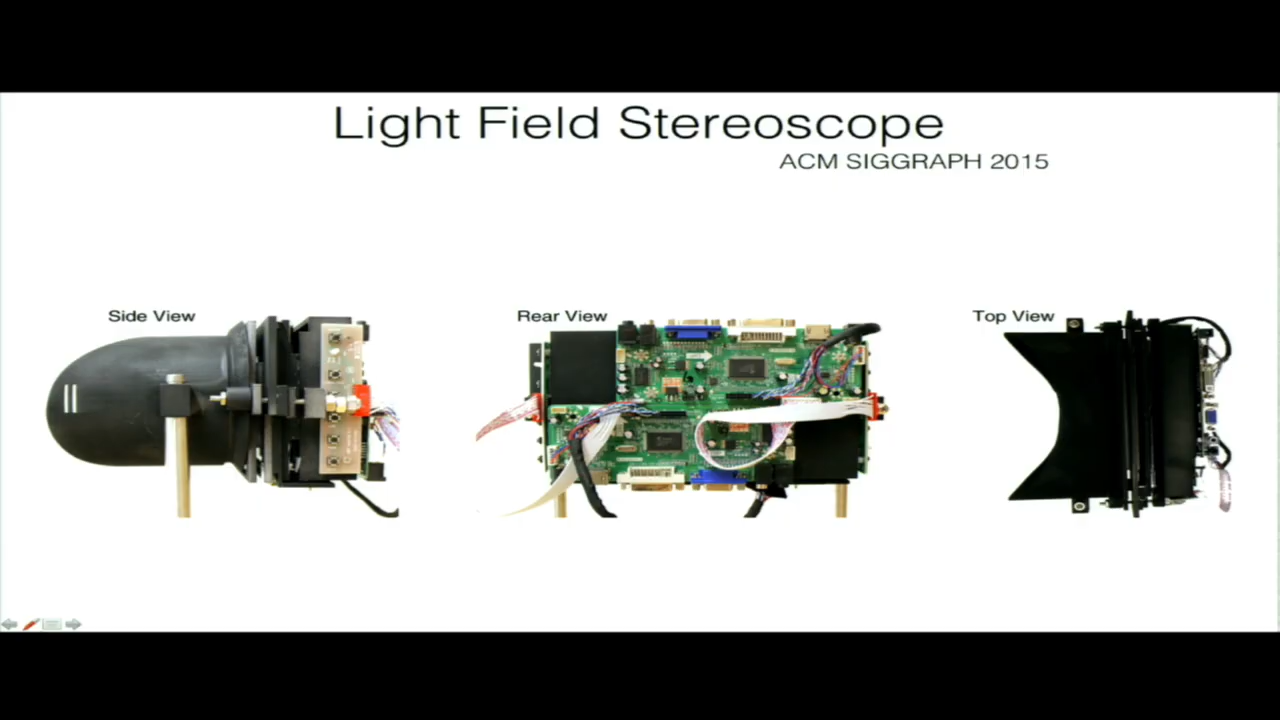 Light Field Stereoscope
ACM SIGGRAPH 2015
Side View
Rear View
Top View